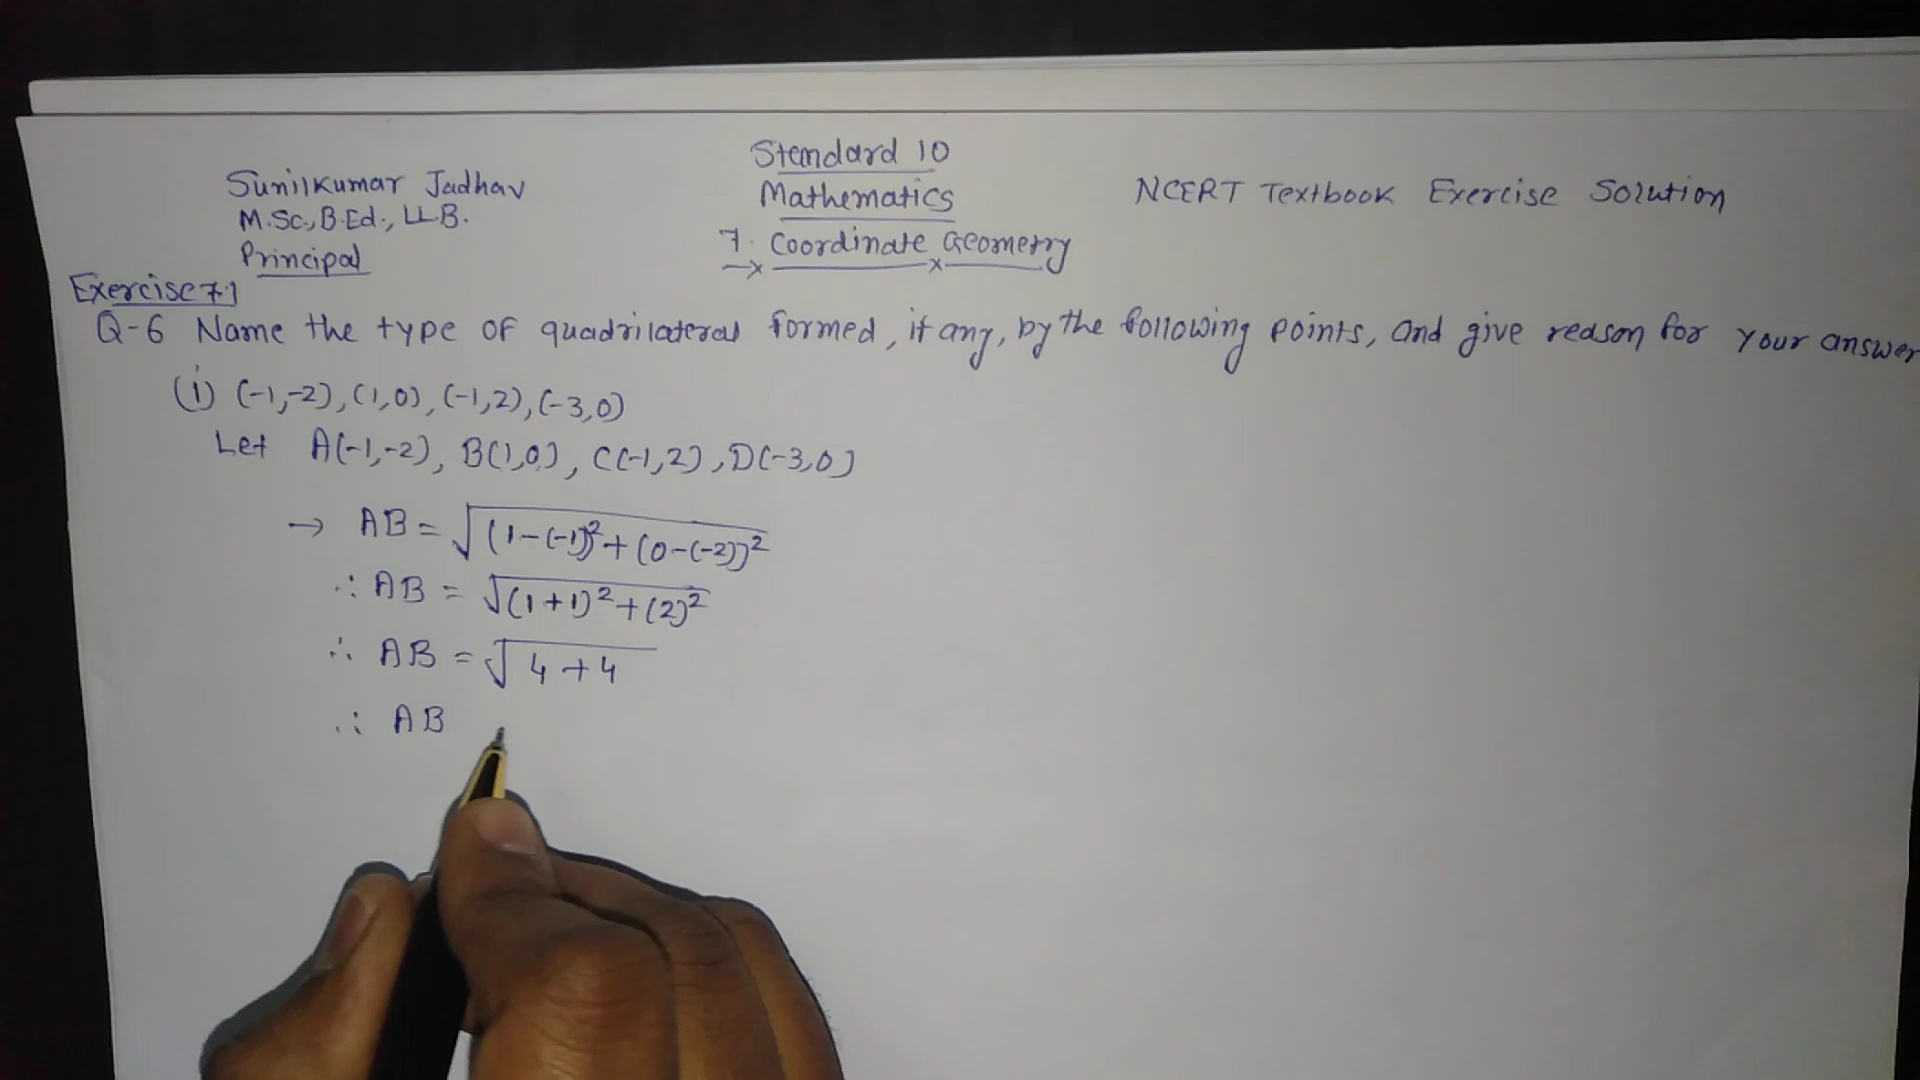 Standard 10
Sunilkumar Jadhav
Mathematics
NCERT Textbook Exercise Solution
M.Sc., B.Ed., LL.B.
7. Coordinate Geometry
Principal
Exercise 7.1
Q-6 Name the type of quadrilateral formed, if any, by the following points, and give reason for your answer
(i) (-1,-2), (1,0), (-1,2), (-3,0)
Let A(-1,-2), B(1,0), C(-1,2), D(-3,0)
→ AB = √(1-(-1))²+(0-(-2))²
∴ AB = √(1+1)²+(2)²
∴ AB = √4+4
∴ AB